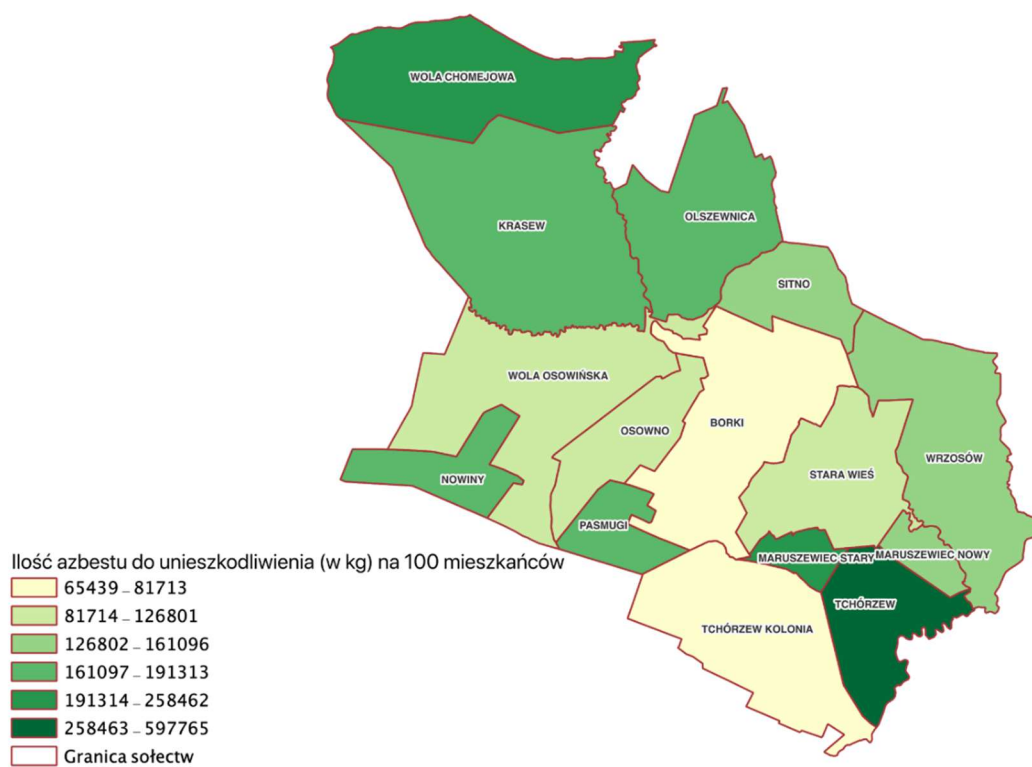 WOLA CHOMEJOWA
OLSZEWNICA
KRASEW
SITNO
WOLA OSOWIŃSKA
BORKI
OSOWNO
WRZOSÓW
STARA WIEŚ
NOWINY
PASMUGI
MARUSZEWIEC STARY
MARUSZEWIEC NOWY
TCHÓRZEW
TCHÓRZEW KOLONIA
Ilość azbestu do unieszkodliwienia (w kg) na 100 mieszkańców
65439 – 81713
81714 – 126801
126802 – 161096
161097 – 191313
191314 – 258462
258463 – 597765
Granica sołectw